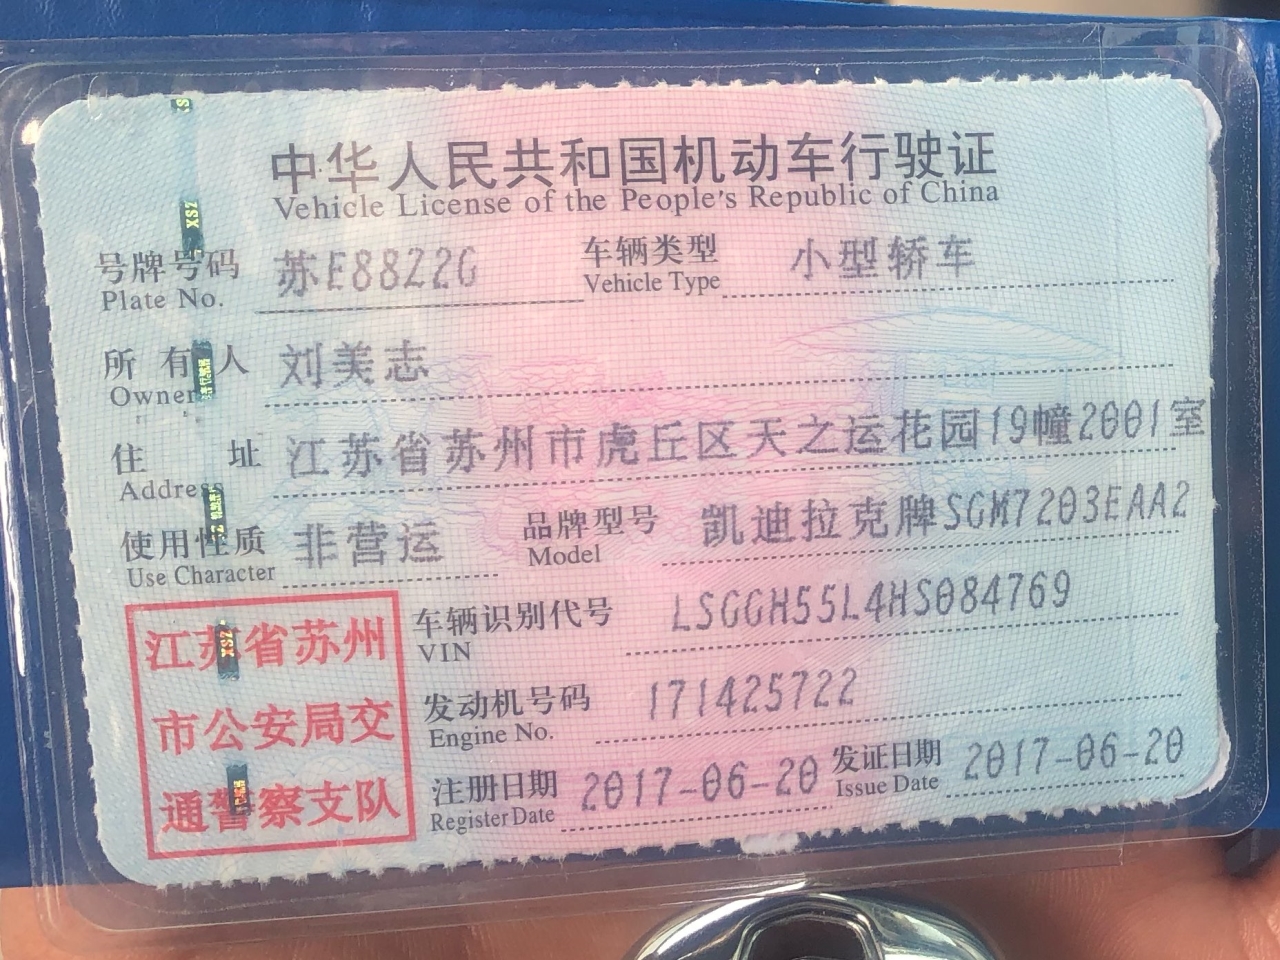 中华人民共和国机动车行驶证
Vehicle License of the People's Republic of China
号牌号码 苏E8822G 车辆类型 小型轿车
Plate No. Vehicle Type
所有人 刘美志
Owner
住址 江苏省苏州市虎丘区天之运花园19幢2001室
Address
使用性质 非营运 品牌型号 凯迪拉克牌SGM7203EAA2
Use Character Model
江苏省苏州
市公安局交
通警察支队
车辆识别代号 LSGGH55L4HS084769
VIN
发动机号码 171425722
Engine No.
注册日期 2017-06-20 发证日期 2017-06-20
Register Date Issue Date
XSZ
XSZ